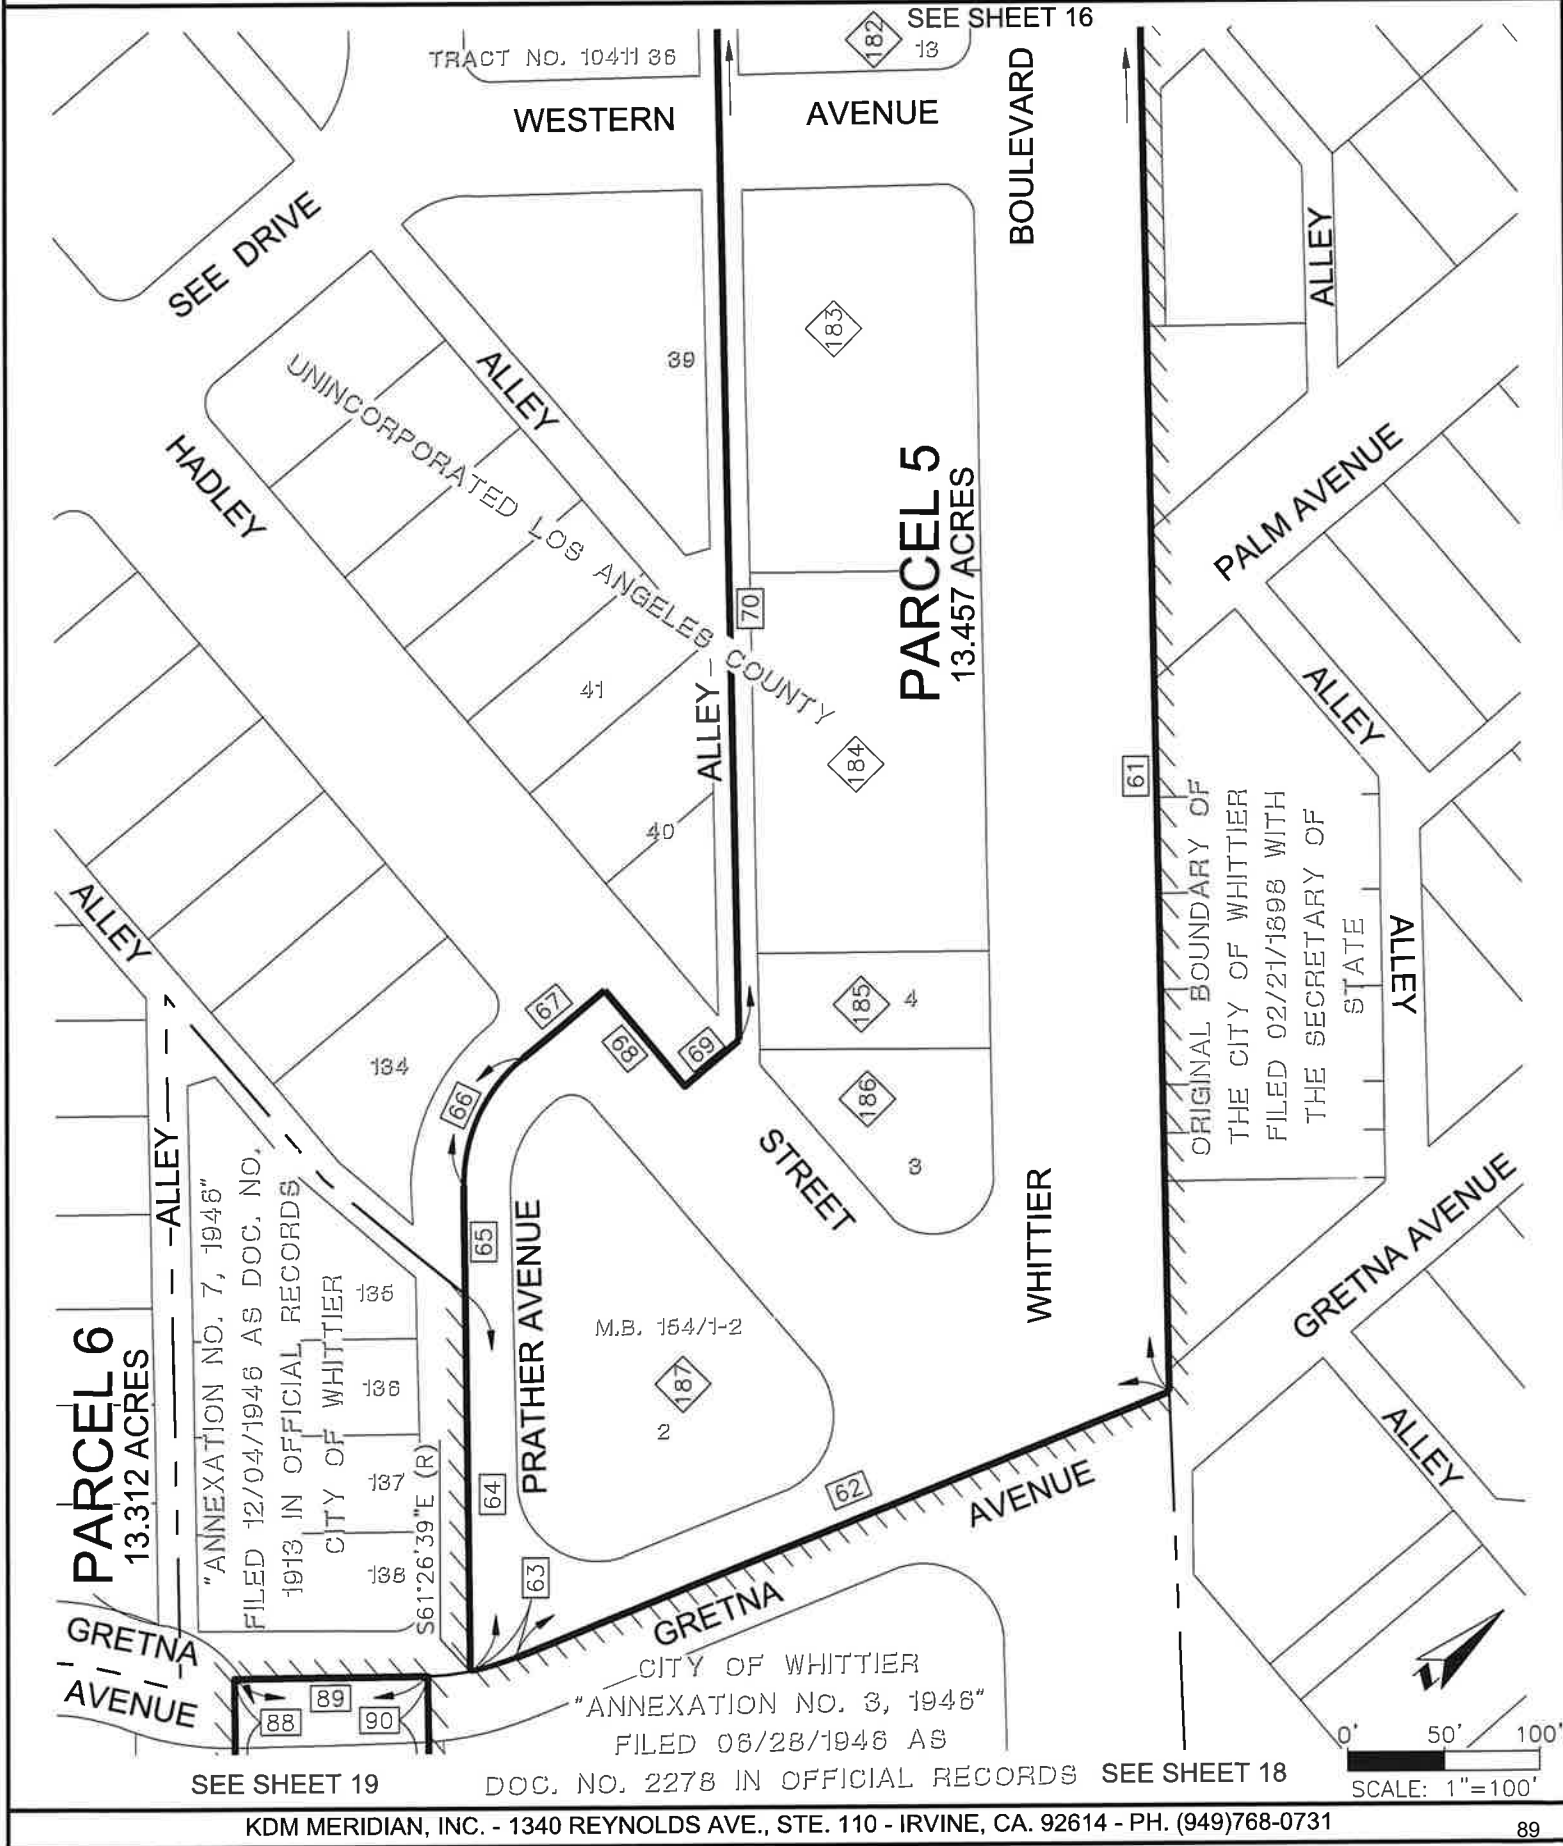 SEE SHEET 16
TRACT NO. 10411 36
182
13
WESTERN AVENUE
BOULEVARD
SEE DRIVE
ALLEY
183
39
ALLEY
UNINCORPORATED LOS ANGELES COUNTY
HADLEY
PARCEL 5
13.457 ACRES
PALM AVENUE
70
41
ALLEY
ALLEY
184
61
40
ORIGINAL BOUNDARY OF
THE CITY OF WHITTIER
FILED 02/21/1898 WITH
THE SECRETARY OF
STATE
ALLEY
ALLEY
67
68
69
185
4
134
66
186
3
STREET
ALLEY
65
PRATHER AVENUE
WHITTIER
GRETNA AVENUE
PARCEL 6
13.312 ACRES
"ANNEXATION NO. 7, 1946"
FILED 12/04/1946 AS DOC. NO.
1913 IN OFFICIAL RECORDS
CITY OF WHITTIER
135
136
137
138
S61°26'39"E (R)
M.B. 154/1-2
187
2
64
62
63
ALLEY
GRETNA AVENUE
GRETNA
AVENUE
89
88
90
CITY OF WHITTIER
"ANNEXATION NO. 3, 1946"
FILED 06/28/1946 AS
DOC. NO. 2278 IN OFFICIAL RECORDS
N
0' 50' 100'
SCALE: 1"=100'
SEE SHEET 19
SEE SHEET 18
KDM MERIDIAN, INC. - 1340 REYNOLDS AVE., STE. 110 - IRVINE, CA. 92614 - PH. (949)768-0731
89